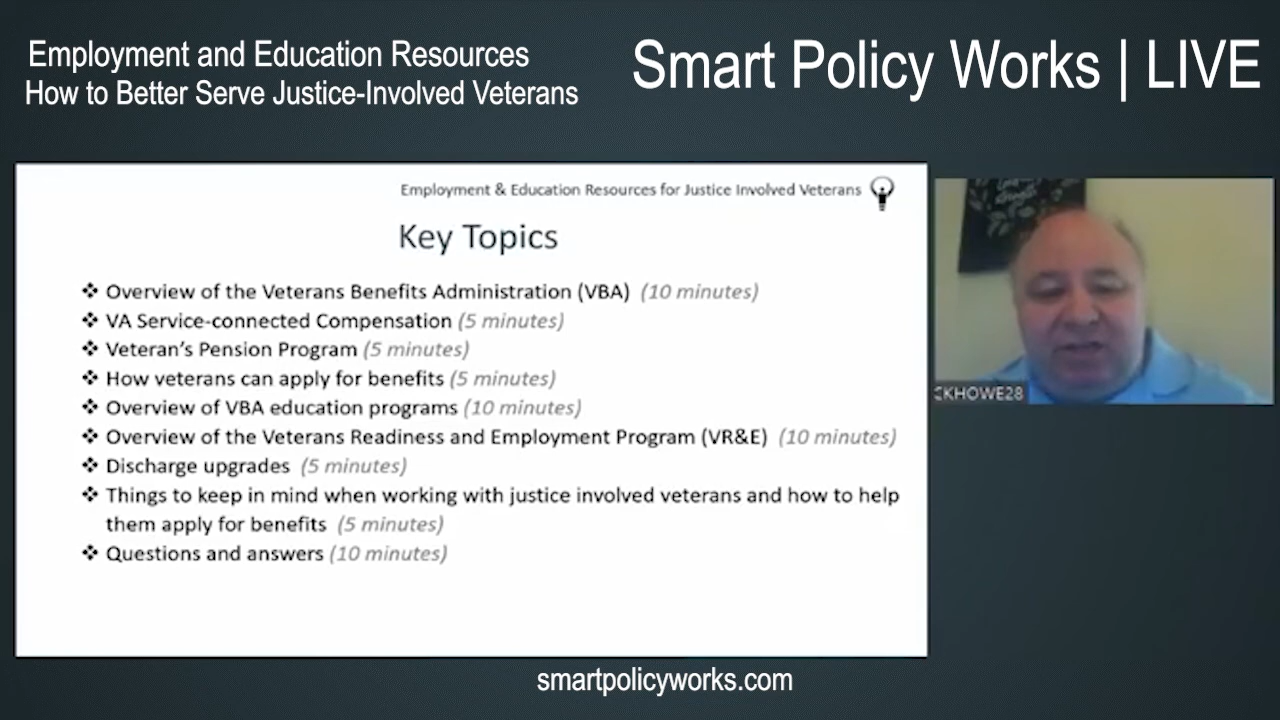 Employment and Education Resources
How to Better Serve Justice-Involved Veterans
Smart Policy Works | LIVE
Employment & Education Resources for Justice Involved Veterans
Key Topics
❖ Overview of the Veterans Benefits Administration (VBA) (10 minutes)
❖ VA Service-connected Compensation (5 minutes)
❖ Veteran's Pension Program (5 minutes)
❖ How veterans can apply for benefits (5 minutes)
❖ Overview of VBA education programs (10 minutes)
❖ Overview of the Veterans Readiness and Employment Program (VR&E) (10 minutes)
❖ Discharge upgrades (5 minutes)
❖ Things to keep in mind when working with justice involved veterans and how to help
them apply for benefits (5 minutes)
❖ Questions and answers (10 minutes)
CKHOWE28
smartpolicyworks.com